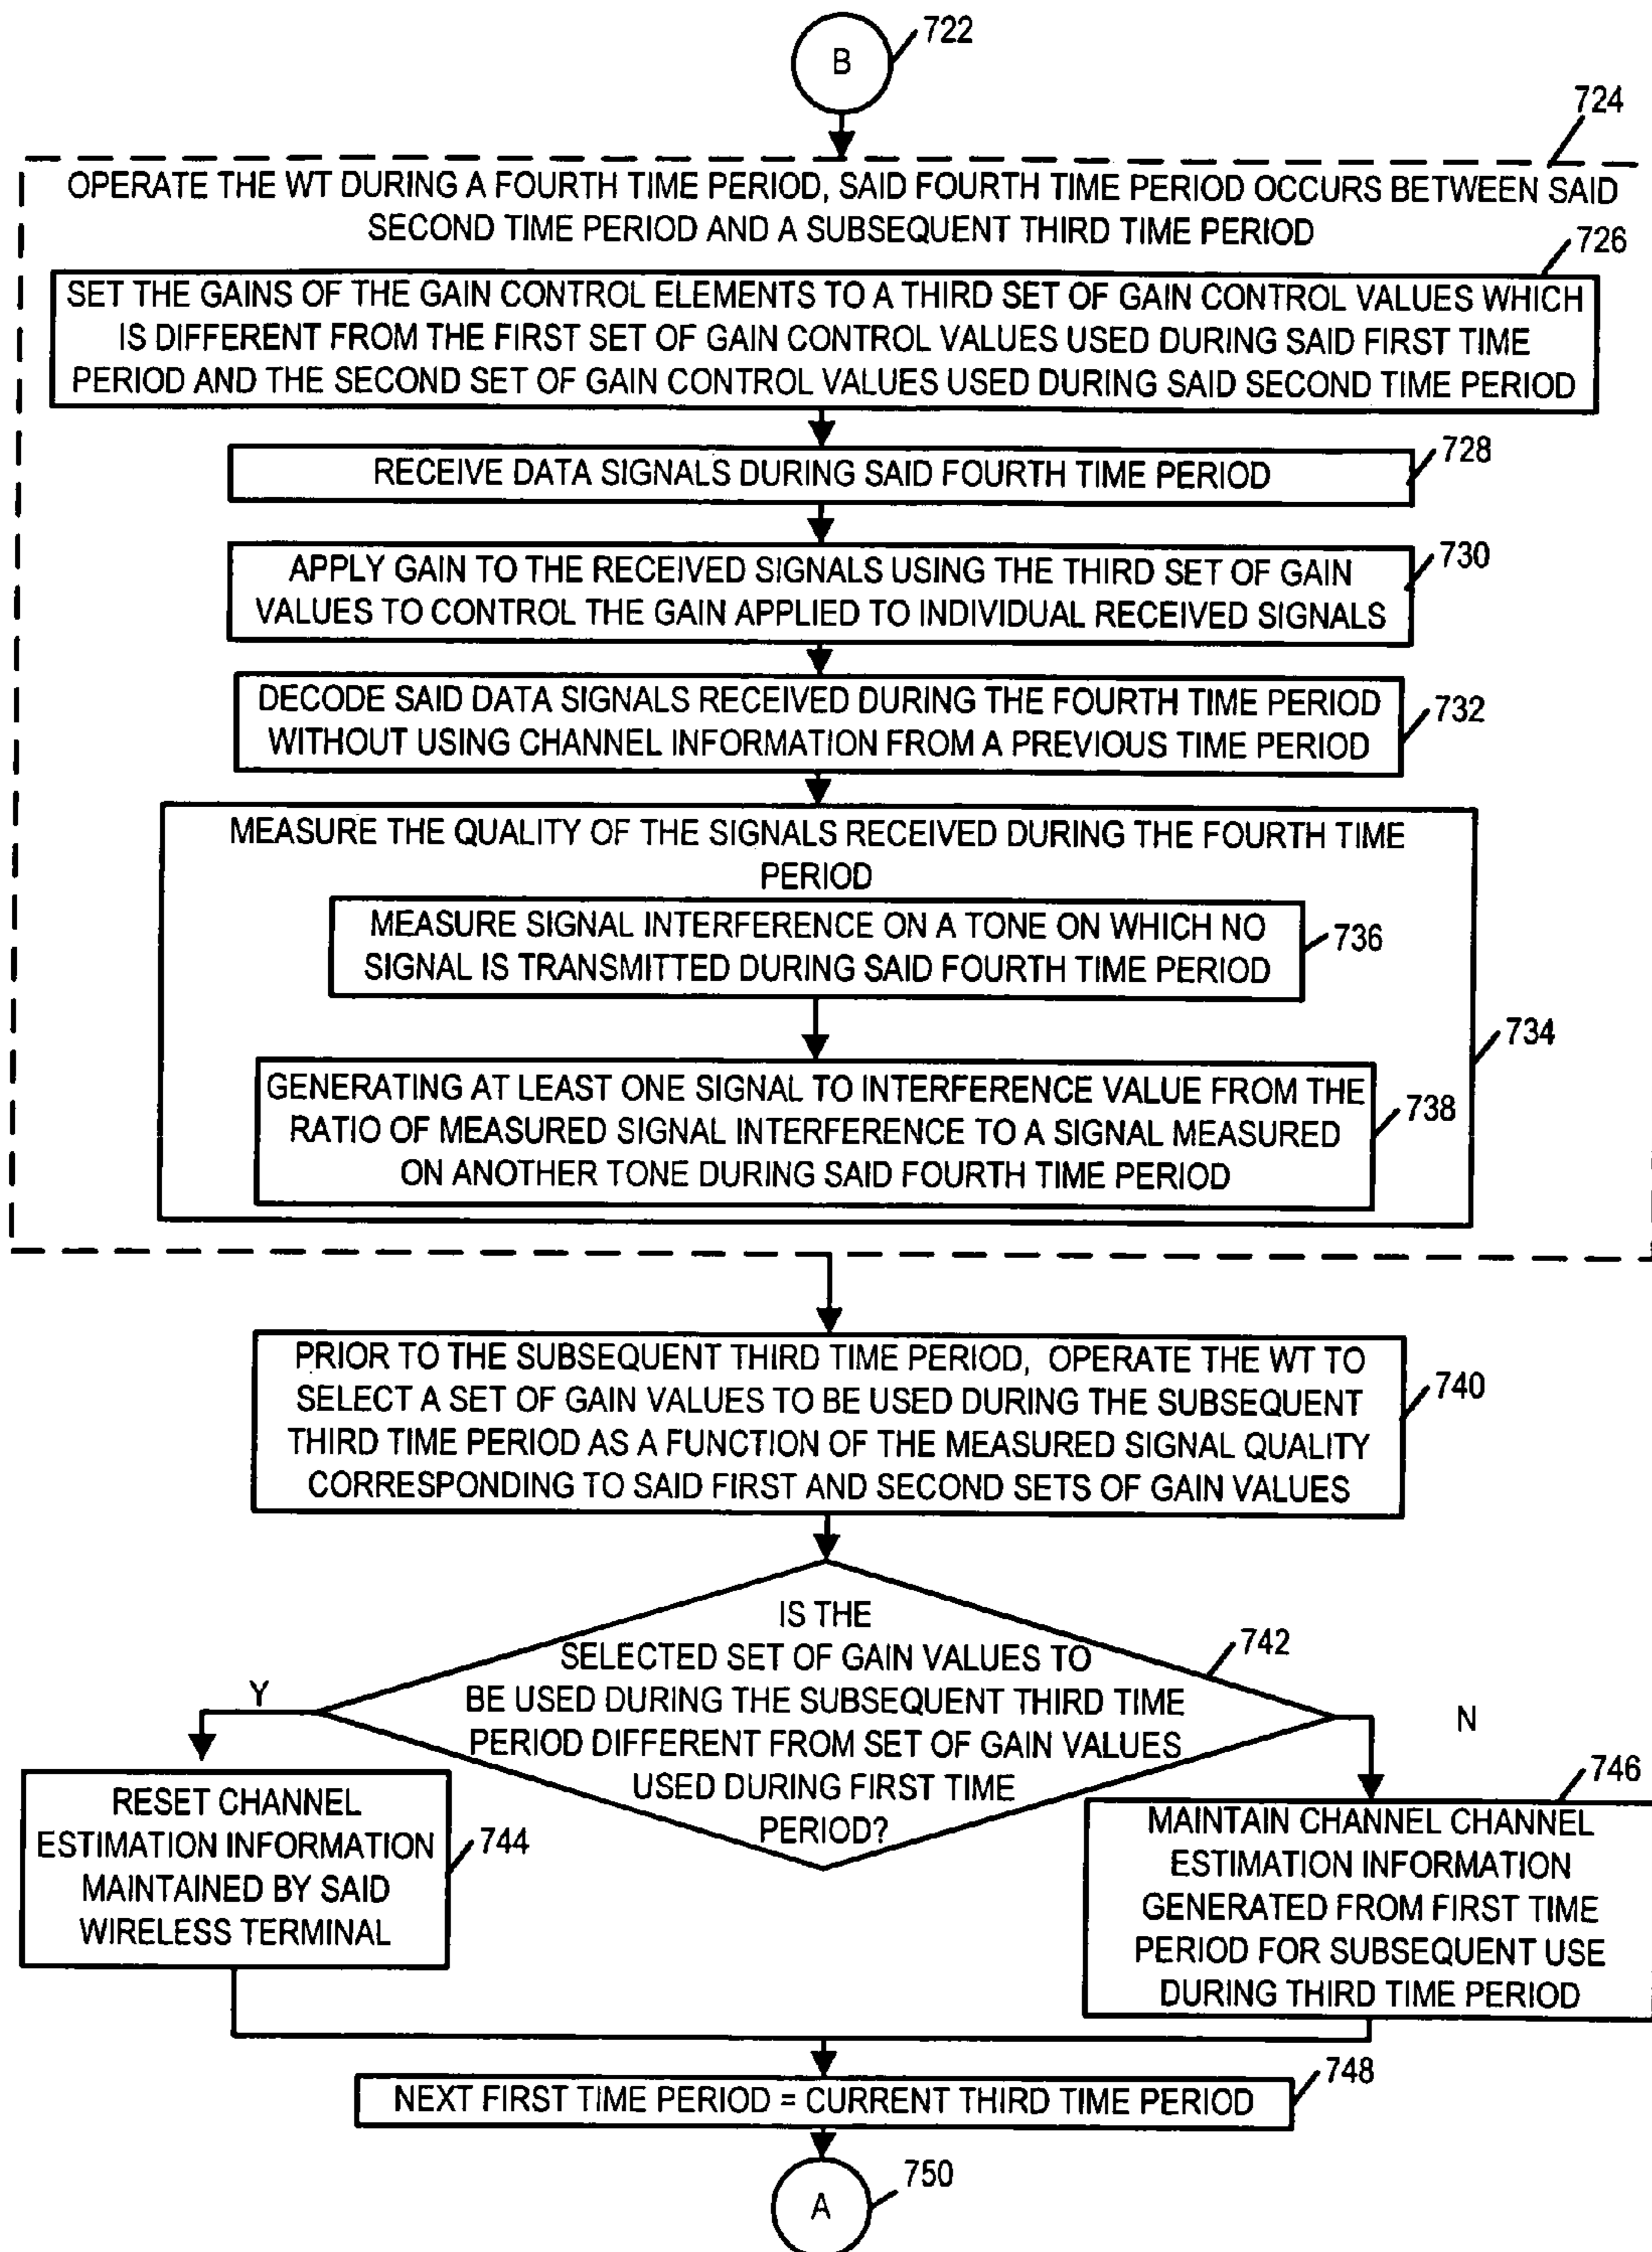 B
722
724
OPERATE THE WT DURING A FOURTH TIME PERIOD, SAID FOURTH TIME PERIOD OCCURS BETWEEN SAID
SECOND TIME PERIOD AND A SUBSEQUENT THIRD TIME PERIOD
726
SET THE GAINS OF THE GAIN CONTROL ELEMENTS TO A THIRD SET OF GAIN CONTROL VALUES WHICH
IS DIFFERENT FROM THE FIRST SET OF GAIN CONTROL VALUES USED DURING SAID FIRST TIME
PERIOD AND THE SECOND SET OF GAIN CONTROL VALUES USED DURING SAID SECOND TIME PERIOD
728
RECEIVE DATA SIGNALS DURING SAID FOURTH TIME PERIOD
730
APPLY GAIN TO THE RECEIVED SIGNALS USING THE THIRD SET OF GAIN
VALUES TO CONTROL THE GAIN APPLIED TO INDIVIDUAL RECEIVED SIGNALS
DECODE SAID DATA SIGNALS RECEIVED DURING THE FOURTH TIME PERIOD
WITHOUT USING CHANNEL INFORMATION FROM A PREVIOUS TIME PERIOD
732
MEASURE THE QUALITY OF THE SIGNALS RECEIVED DURING THE FOURTH TIME
PERIOD
MEASURE SIGNAL INTERFERENCE ON A TONE ON WHICH NO
SIGNAL IS TRANSMITTED DURING SAID FOURTH TIME PERIOD
736
734
GENERATING AT LEAST ONE SIGNAL TO INTERFERENCE VALUE FROM THE
RATIO OF MEASURED SIGNAL INTERFERENCE TO A SIGNAL MEASURED
ON ANOTHER TONE DURING SAID FOURTH TIME PERIOD
738
PRIOR TO THE SUBSEQUENT THIRD TIME PERIOD, OPERATE THE WT TO
SELECT A SET OF GAIN VALUES TO BE USED DURING THE SUBSEQUENT
THIRD TIME PERIOD AS A FUNCTION OF THE MEASURED SIGNAL QUALITY
CORRESPONDING TO SAID FIRST AND SECOND SETS OF GAIN VALUES
740
IS THE
SELECTED SET OF GAIN VALUES TO
BE USED DURING THE SUBSEQUENT THIRD TIME
PERIOD DIFFERENT FROM SET OF GAIN VALUES
USED DURING FIRST TIME
PERIOD?
742
Y
N
RESET CHANNEL
ESTIMATION INFORMATION
MAINTAINED BY SAID
WIRELESS TERMINAL
744
746
MAINTAIN CHANNEL CHANNEL
ESTIMATION INFORMATION
GENERATED FROM FIRST TIME
PERIOD FOR SUBSEQUENT USE
DURING THIRD TIME PERIOD
748
NEXT FIRST TIME PERIOD = CURRENT THIRD TIME PERIOD
A
750